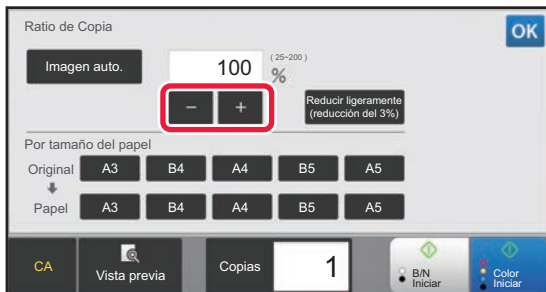 Ratio de Copia
OK
Imagen auto.
100
(25~200)
%
−
+
Reducir ligeramente
(reducción del 3%)
Por tamaño del papel
Original
A3
B4
A4
B5
A5
Papel
A3
B4
A4
B5
A5
CA
Vista previa
Copias
1
B/N
Iniciar
Color
Iniciar